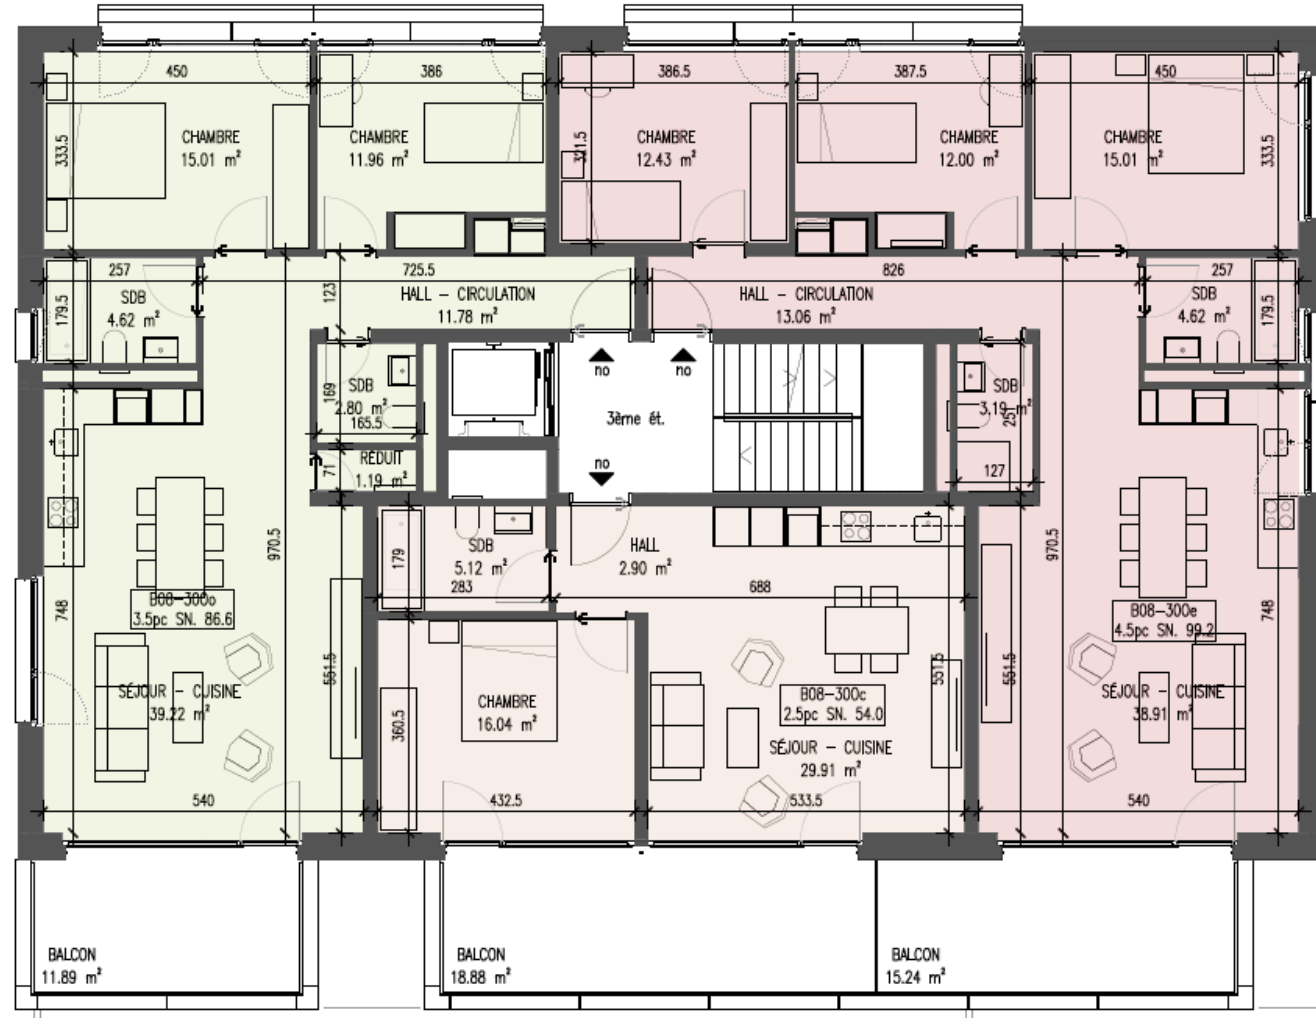 450
386
386.5
387.5
450
333.5
CHAMBRE
15.01 m²
CHAMBRE
11.96 m²
321.5
CHAMBRE
12.43 m²
CHAMBRE
12.00 m²
CHAMBRE
15.01 m²
333.5
257
725.5
826
257
179.5
SDB
4.62 m²
123
HALL - CIRCULATION
11.78 m²
HALL - CIRCULATION
13.06 m²
SDB
4.62 m²
179.5
no
no
3ème ét.
no
169
SDB
2.80 m²
165.5
SDB
3.19 m²
127
71
RÉDUIT
1.19 m²
970.5
970.5
179
SDB
5.12 m²
283
HALL
2.90 m²
688
748
B08-300o
3.5pc SN. 86.6
B08-300e
4.5pc SN. 99.2
748
551.5
551.5
551.5
SÉJOUR - CUISINE
39.22 m²
360.5
CHAMBRE
16.04 m²
B08-300c
2.5pc SN. 54.0
SÉJOUR - CUISINE
29.91 m²
SÉJOUR - CUISINE
38.91 m²
540
432.5
533.5
540
BALCON
11.89 m²
BALCON
18.88 m²
BALCON
15.24 m²